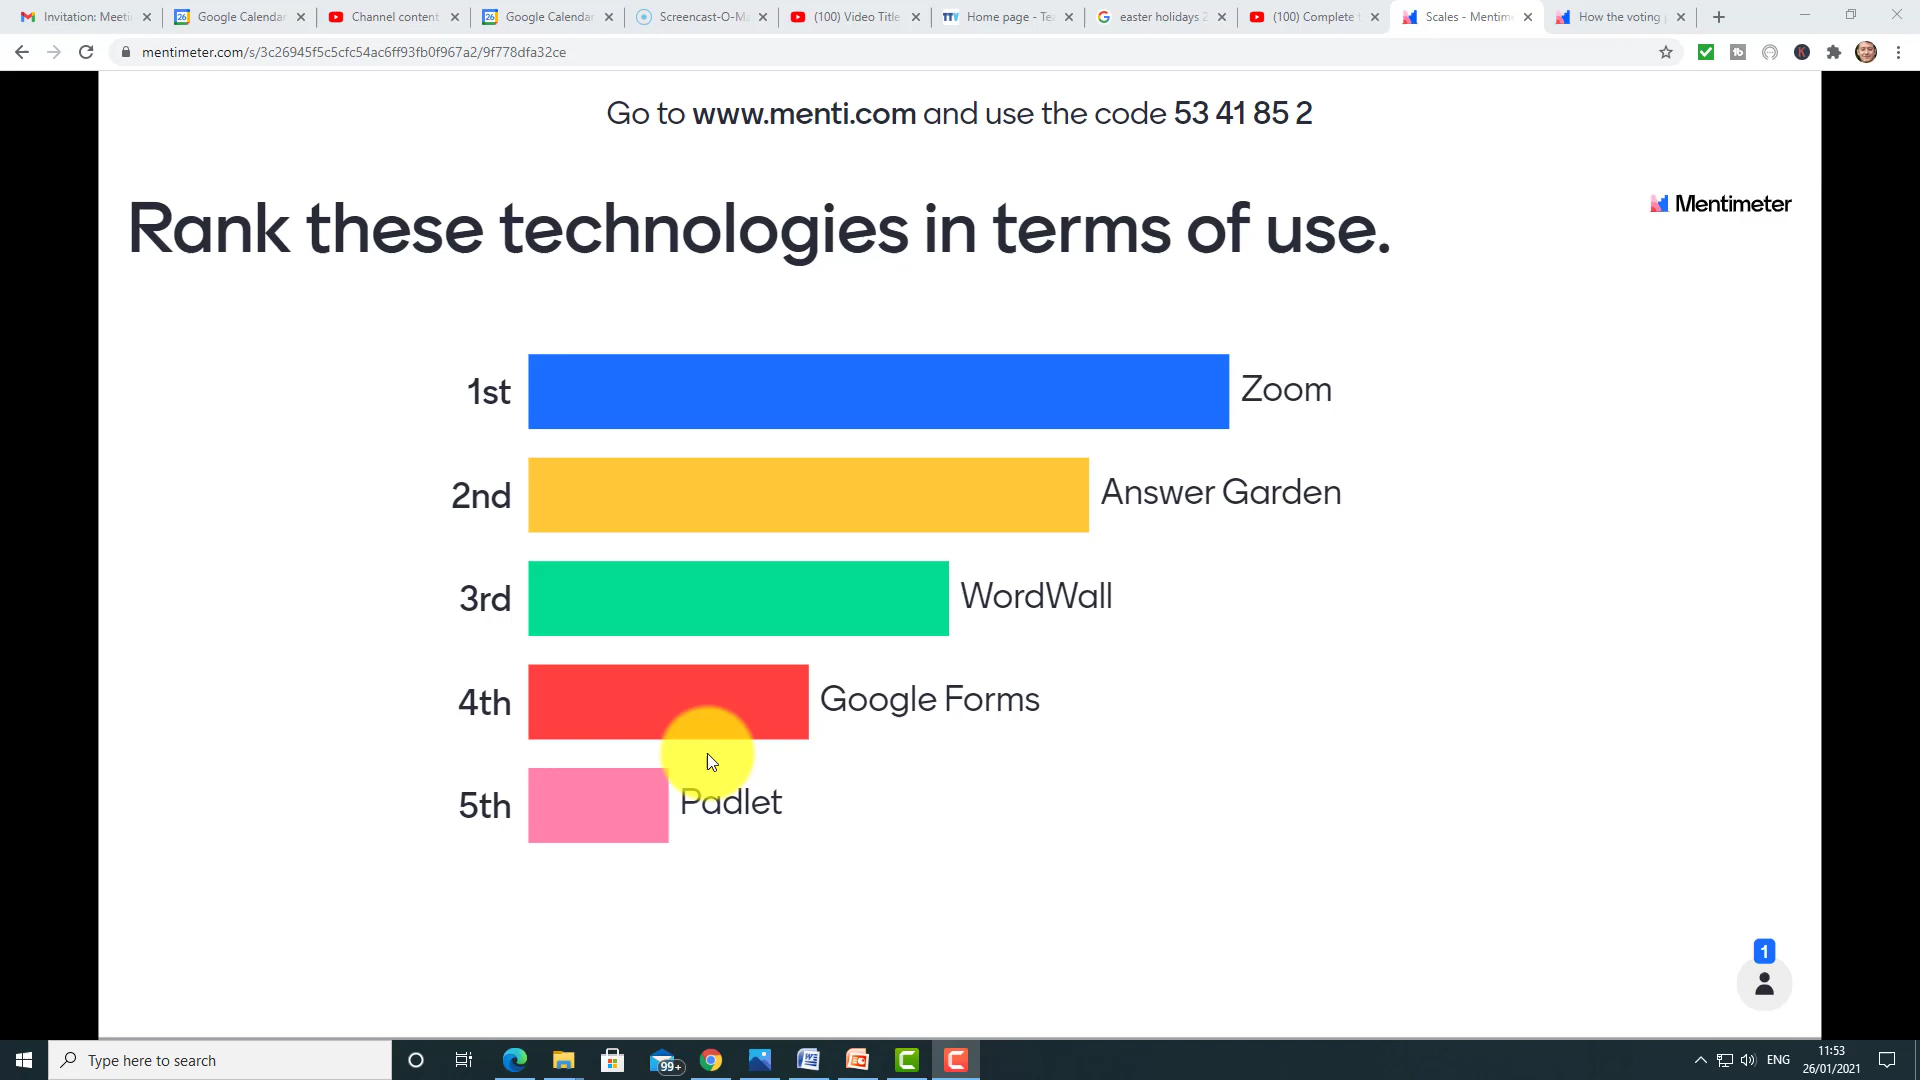 Invitation: Meeti
Google Calendar
Channel content
Google Calendar
Screencast-O-Ma
(100) Video Title
Home page - Tea
easter holidays 2
(100) Complete t
Scales - Mentim
How the voting
mentimeter.com/s/3c26945f5c5cfc54ac6ff93fb0f967a2/9f778dfa32ce
Go to www.menti.com and use the code 53 41 85 2
Rank these technologies in terms of use.
Mentimeter
1st Zoom
2nd Answer Garden
3rd WordWall
4th Google Forms
5th Padlet
1
Type here to search
99+
ENG
11:53
26/01/2021